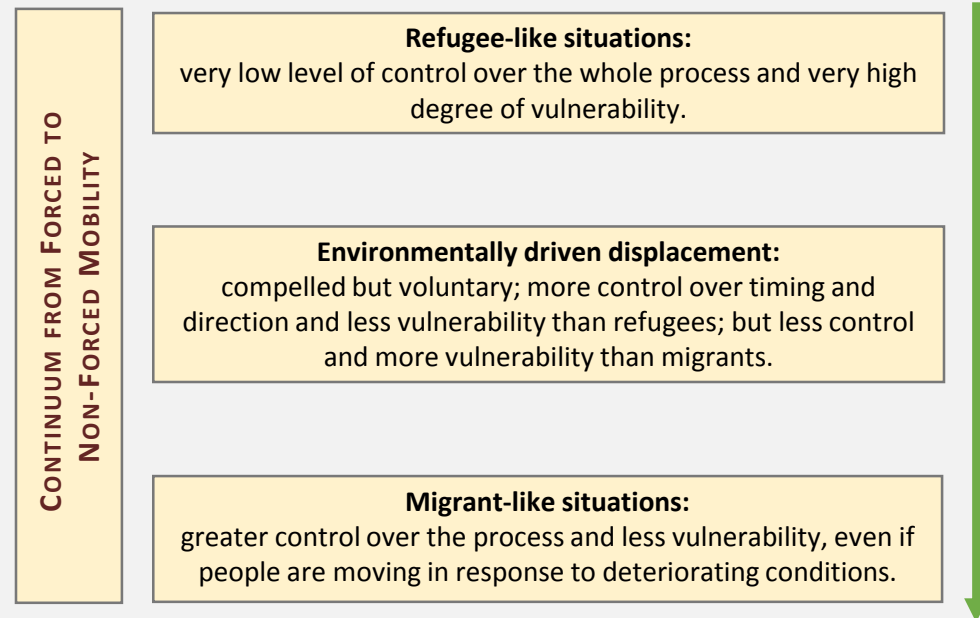 CONTINUUM FROM FORCED TO
NON-FORCED MOBILITY
Refugee-like situations:
very low level of control over the whole process and very high
degree of vulnerability.
Environmentally driven displacement:
compelled but voluntary; more control over timing and
direction and less vulnerability than refugees; but less control
and more vulnerability than migrants.
Migrant-like situations:
greater control over the process and less vulnerability, even if
people are moving in response to deteriorating conditions.